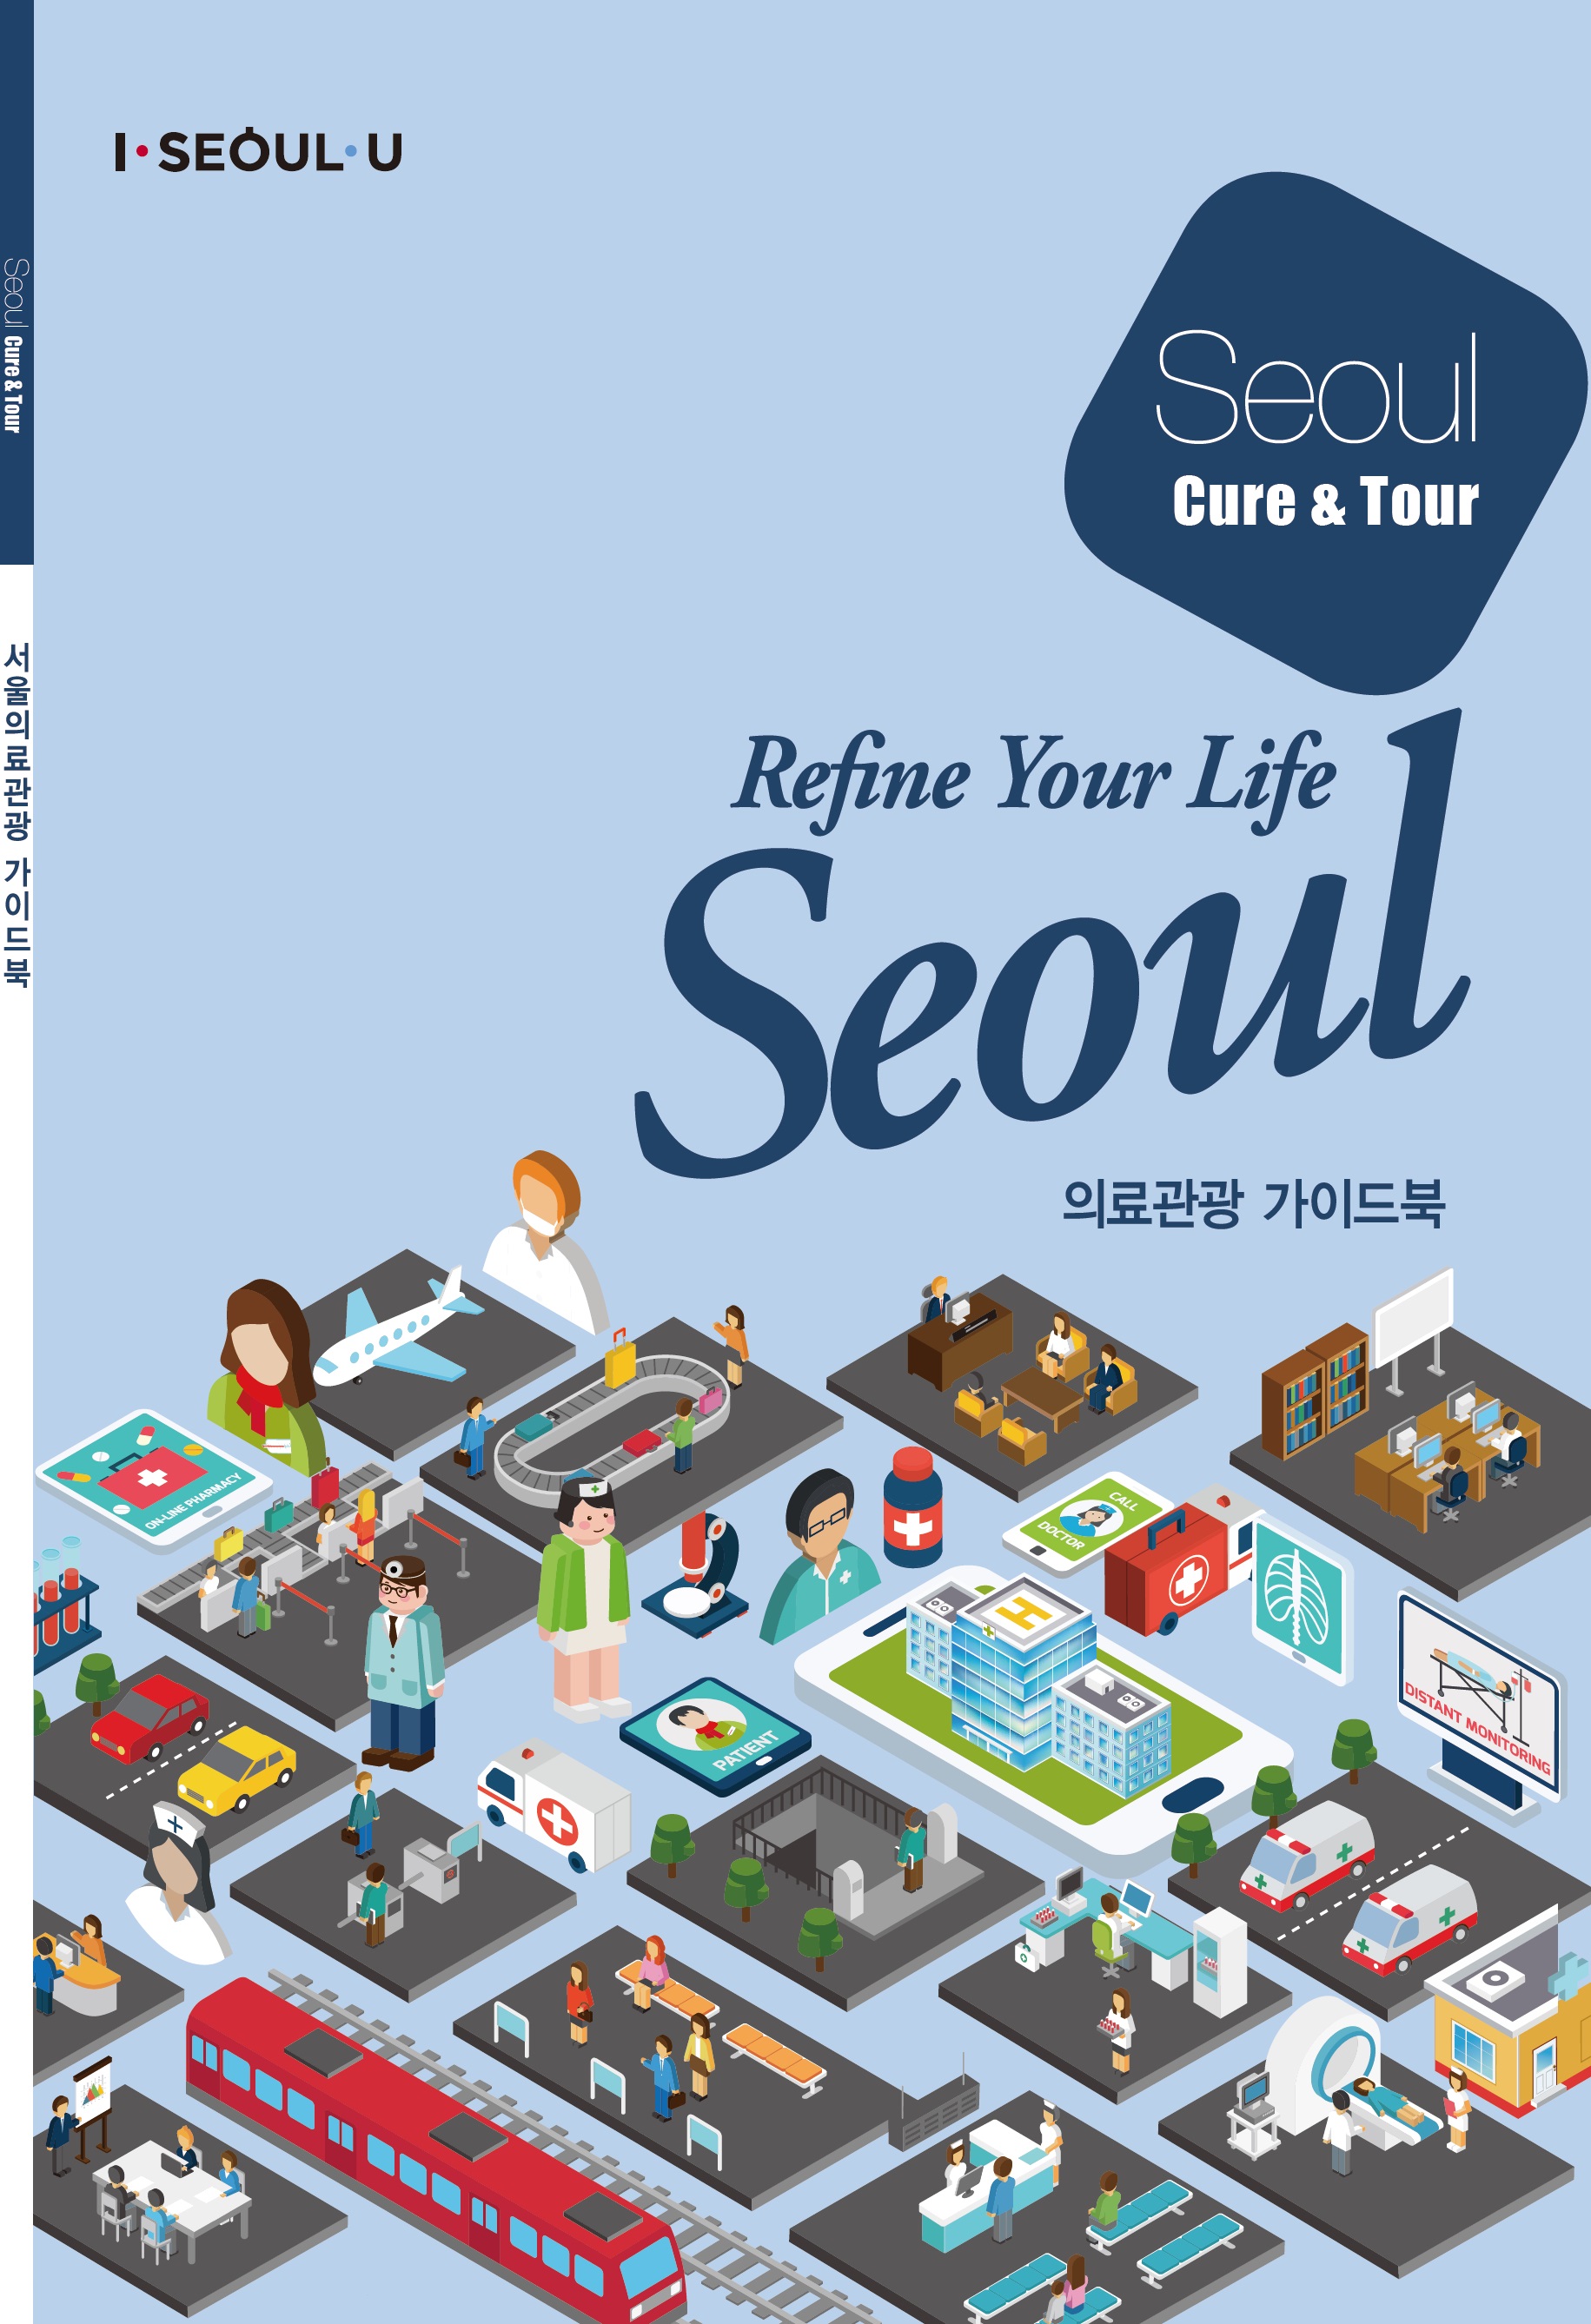 I·SEOUL·U
Seoul
Cure & Tour
Seoul Cure & Tour
서울의료관광 가이드북
Refine Your Life
Seoul
의료관광 가이드북
ON-LINE PHARMACY
CALL
DOCTOR
PATIENT
DISTANT MONITORING